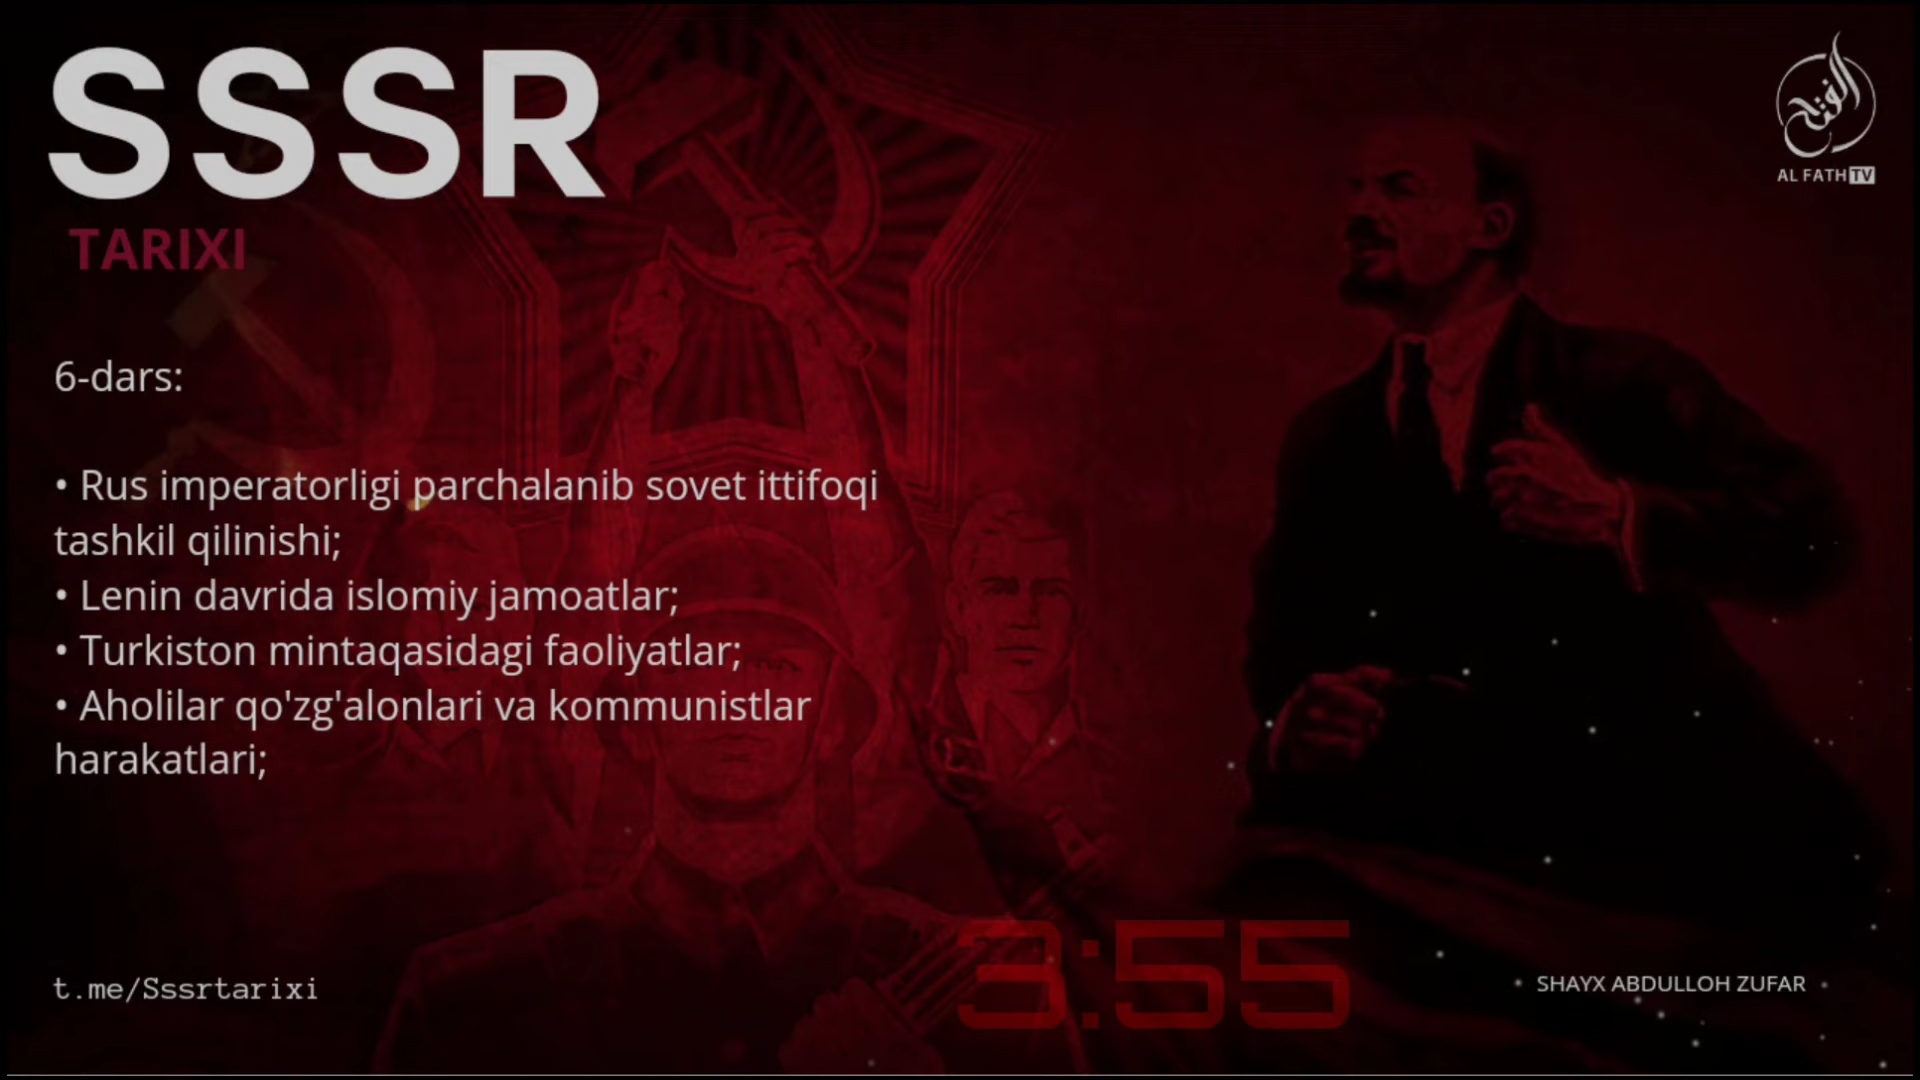 SSSR
TARIXI
الفتح
AL FATH TV
6-dars:
• Rus imperatorligi parchalanib sovet ittifoqi
tashkil qilinishi;
• Lenin davrida islomiy jamoatlar;
• Turkiston mintaqasidagi faoliyatlar;
• Aholilar qo'zg'alonlari va kommunistlar
harakatlari;
3:55
t.me/Sssrtarixi
SHAYX ABDULLOH ZUFAR